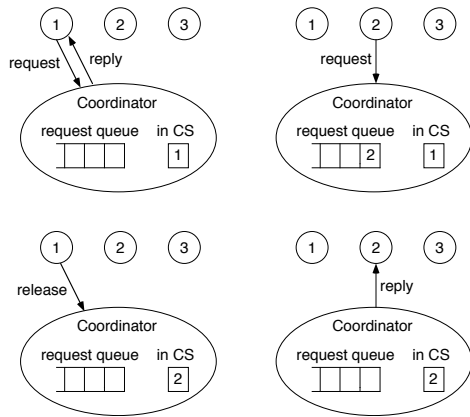 1 2 3
request reply
Coordinator
request queue in CS
1
1 2 3
request
Coordinator
request queue in CS
2 1
1 2 3
release
Coordinator
request queue in CS
2
1 2 3
reply
Coordinator
request queue in CS
2